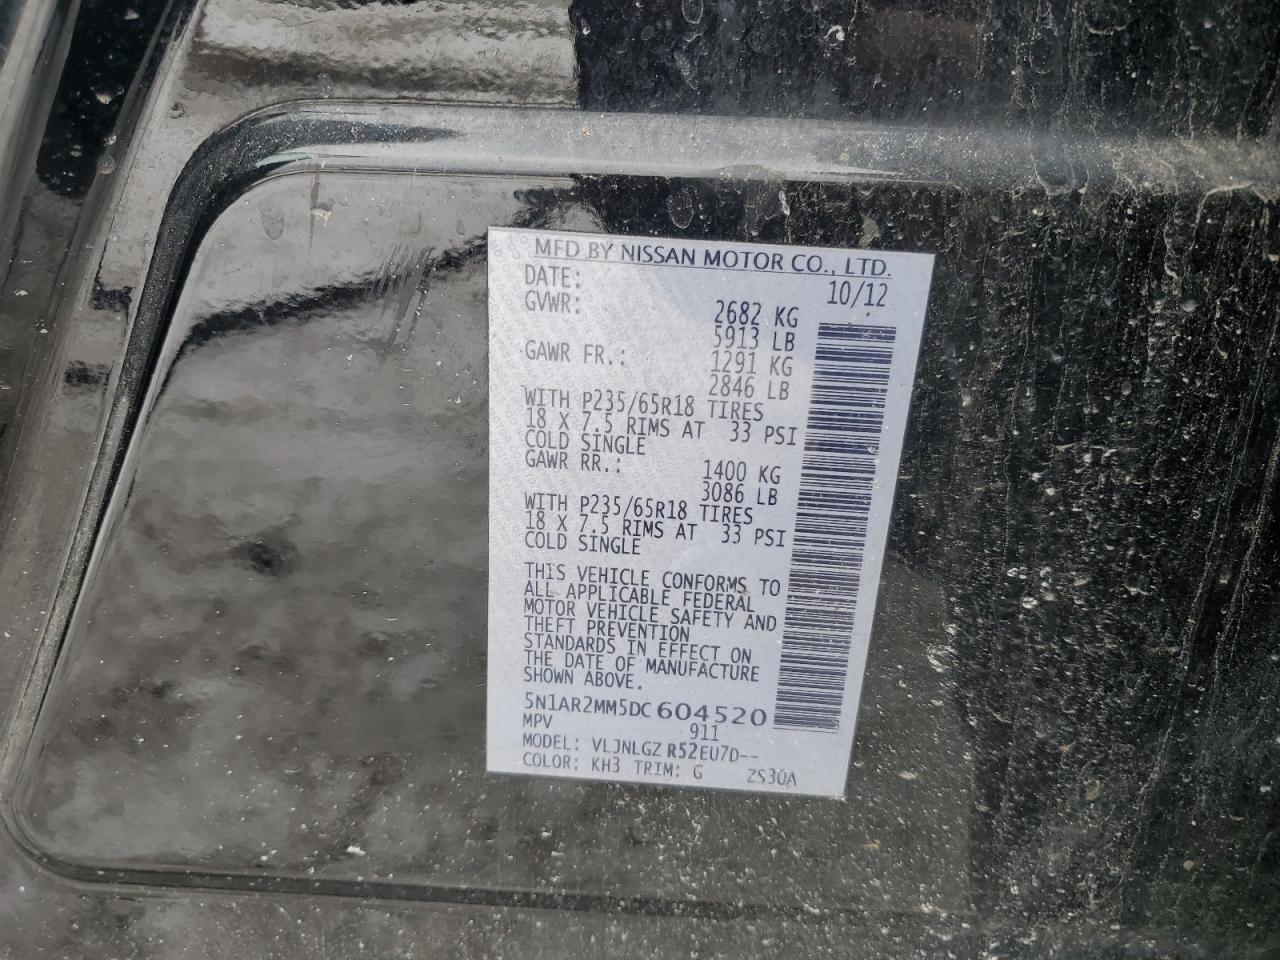 MFD BY NISSAN MOTOR CO., LTD.
DATE: 10/12
GVWR: 2682 KG
5913 LB
GAWR FR.: 1291 KG
2846 LB
WITH P235/65R18 TIRES
18 X 7.5 RIMS AT 33 PSI
COLD SINGLE
GAWR RR.: 1400 KG
3086 LB
WITH P235/65R18 TIRES
18 X 7.5 RIMS AT 33 PSI
COLD SINGLE
THIS VEHICLE CONFORMS TO
ALL APPLICABLE FEDERAL
MOTOR VEHICLE SAFETY AND
THEFT PREVENTION
STANDARDS IN EFFECT ON
THE DATE OF MANUFACTURE
SHOWN ABOVE.
5N1AR2MM5DC604520
MPV 911
MODEL: VLJNLGZ R52EU7D--
COLOR: KH3 TRIM: G ZS30A